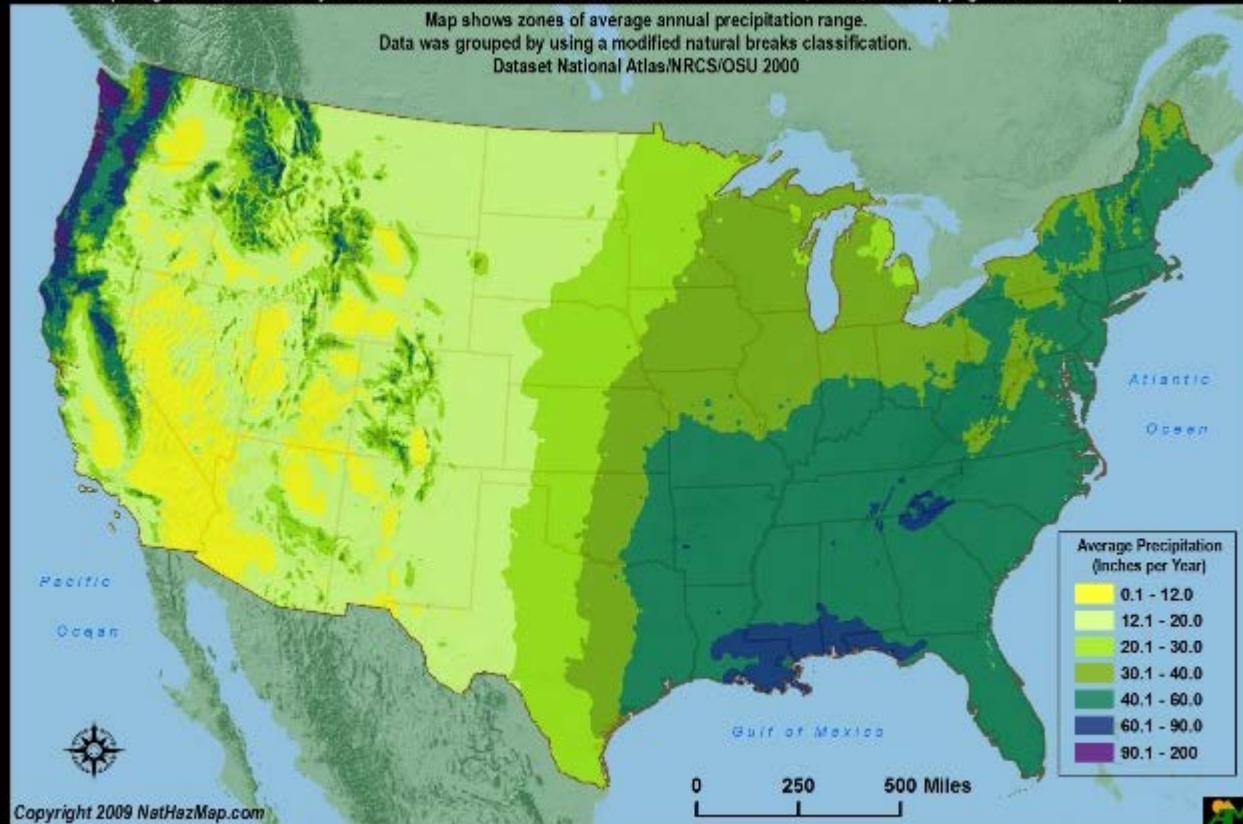 Map shows zones of average annual precipitation range.
Data was grouped by using a modified natural breaks classification.
Dataset National Atlas/NRCS/OSU 2000
Atlantic
Ocean
Pacific
Ocean
Gulf of Mexico
Average Precipitation
(Inches per Year)
0.1 - 12.0
12.1 - 20.0
20.1 - 30.0
30.1 - 40.0
40.1 - 60.0
60.1 - 90.0
90.1 - 200
0 250 500 Miles
Copyright 2009 NatHazMap.com